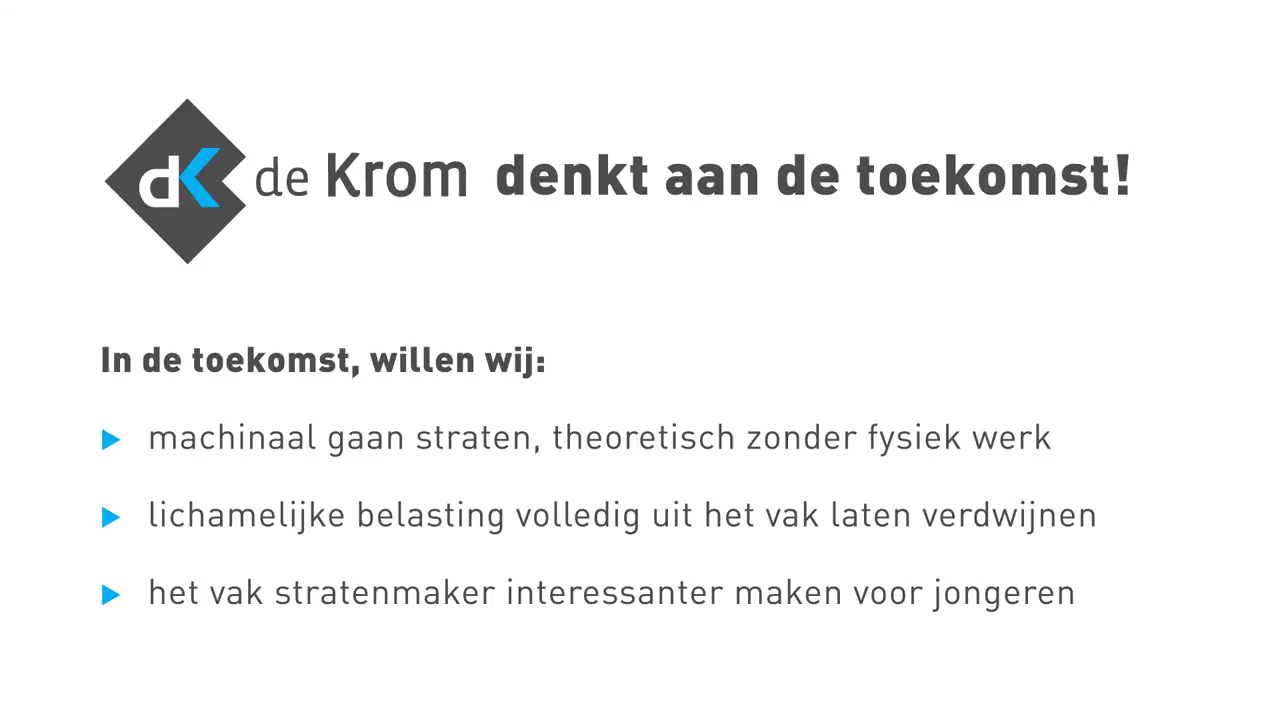 dK de Krom denkt aan de toekomst!
In de toekomst, willen wij:
machinaal gaan straten, theoretisch zonder fysiek werk
lichamelijke belasting volledig uit het vak laten verdwijnen
het vak stratenmaker interessanter maken voor jongeren